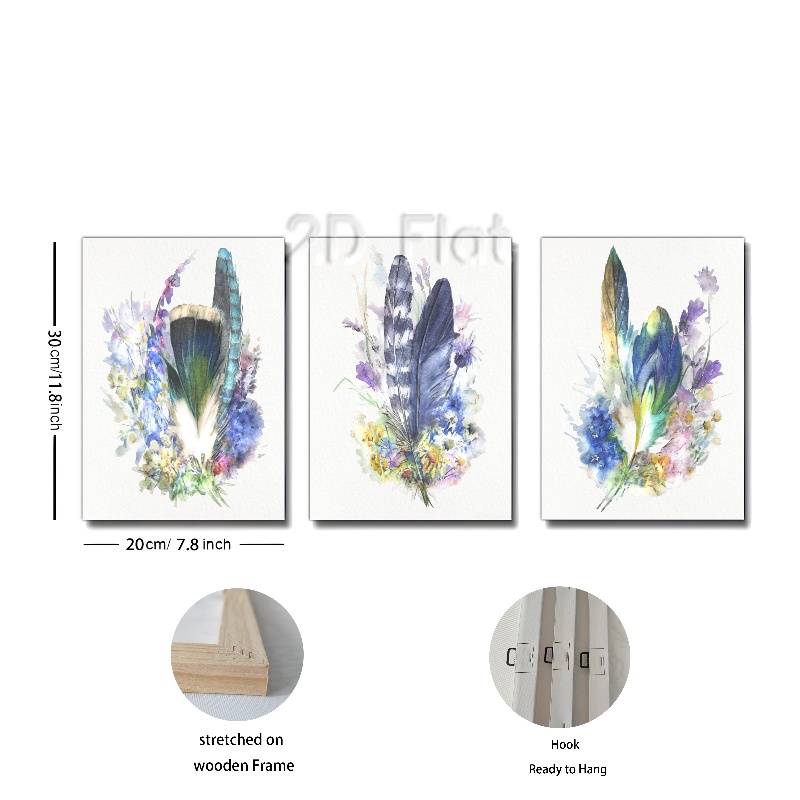 2D Flat
30cm/11.8inch
20cm/ 7.8 inch
stretched on
wooden Frame
Hook
Ready to Hang